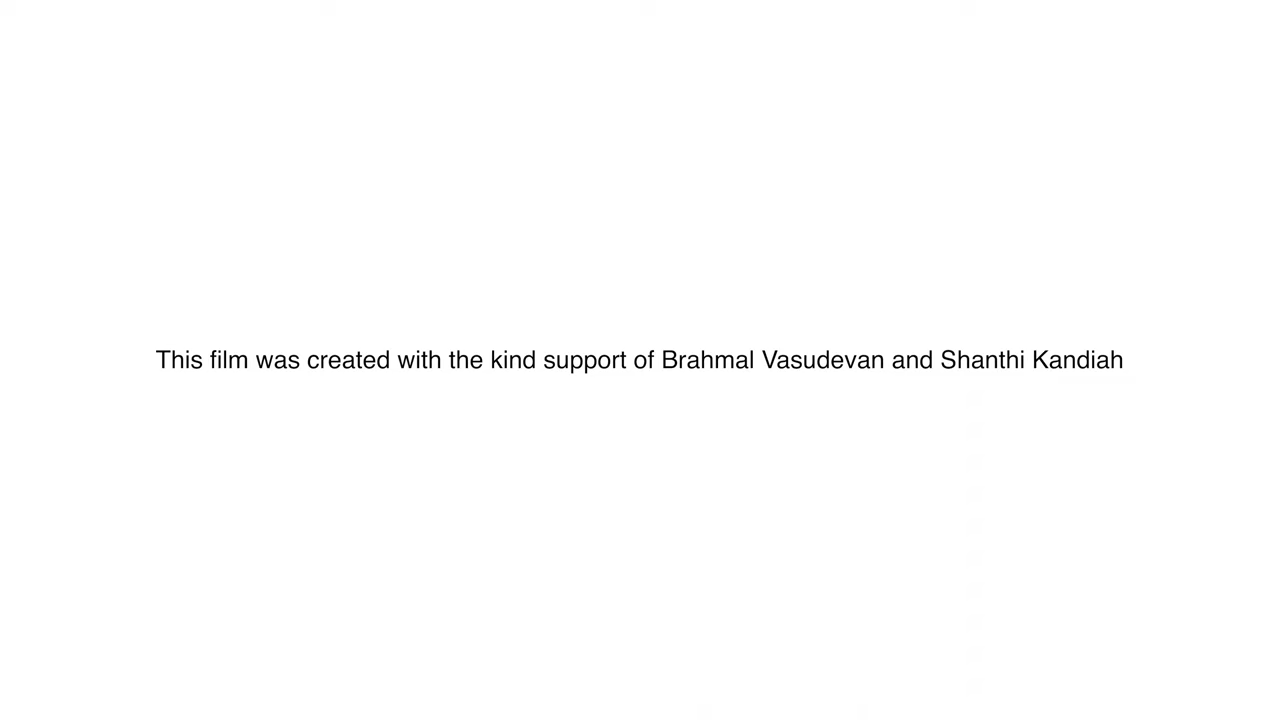 This film was created with the kind support of Brahmal Vasudevan and Shanthi Kandiah